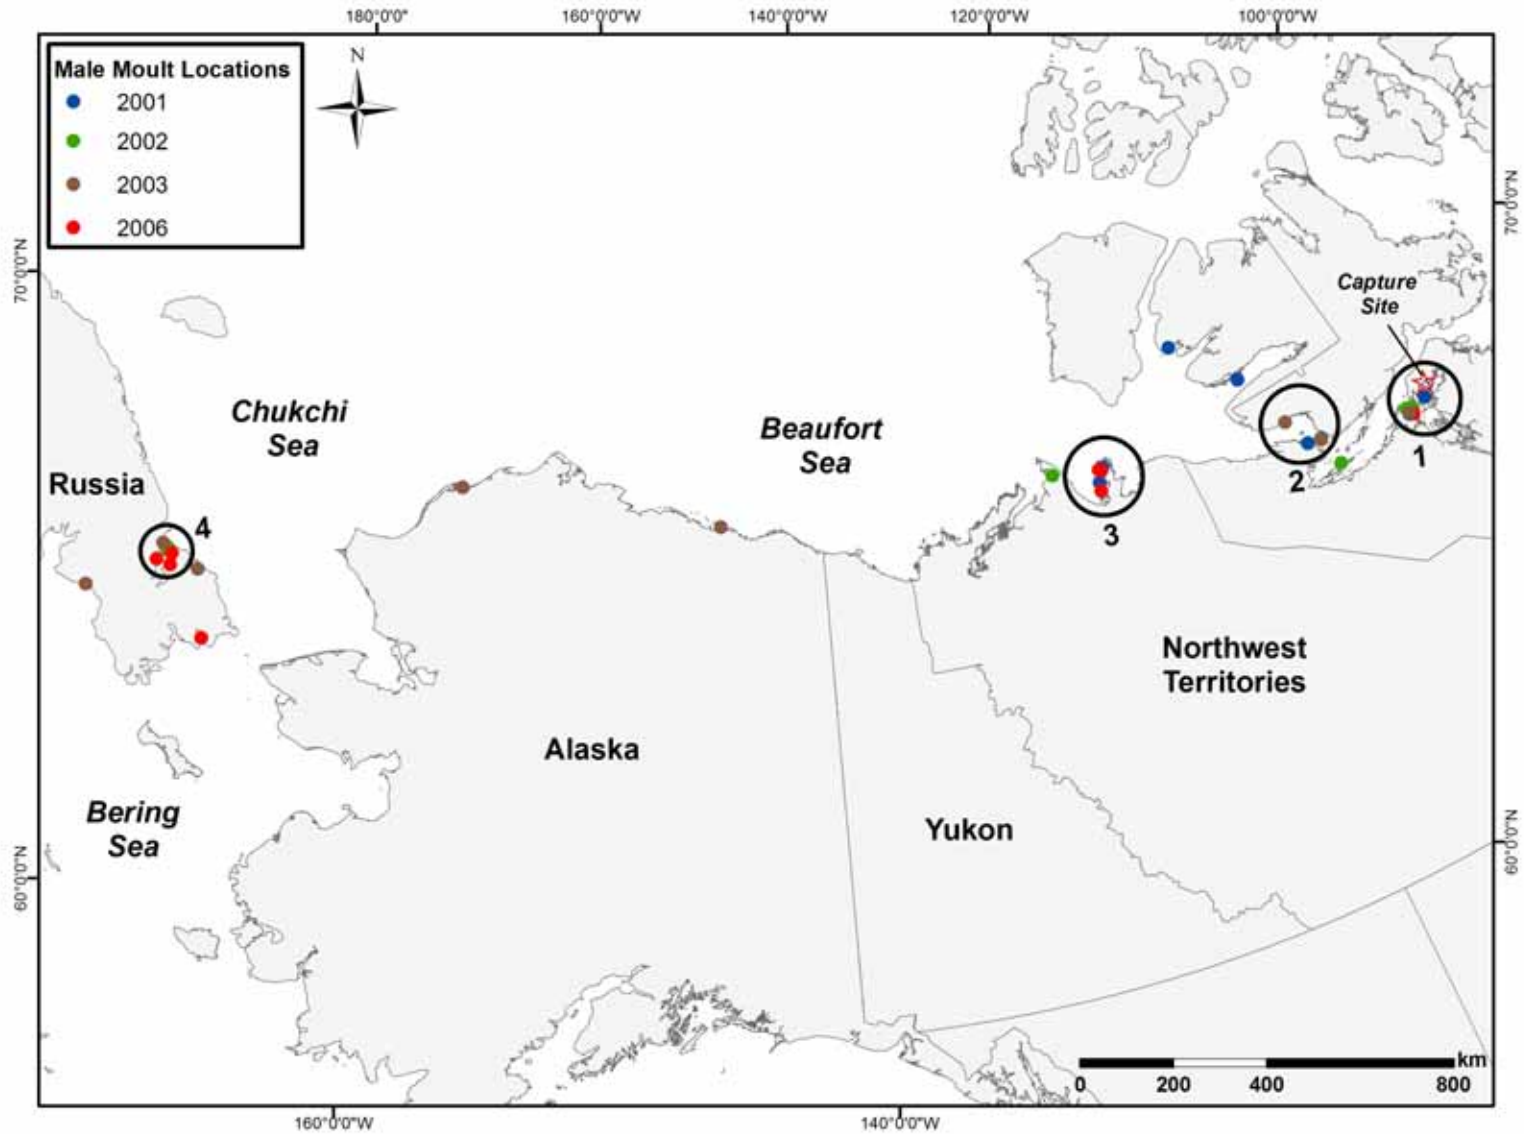 180°0'0"
160°0'0"W
140°0'0"W
120°0'0"W
100°0'0"W
Male Moult Locations
2001
2002
2003
2006
N
70°0'0"N
70°0'0"N
Capture
Site
Chukchi
Sea
Beaufort
Sea
Russia
1
2
3
4
Northwest
Territories
Alaska
Bering
Sea
Yukon
60°0'0"N
60°0'0"N
km
0 200 400 800
160°0'0"W
140°0'0"W